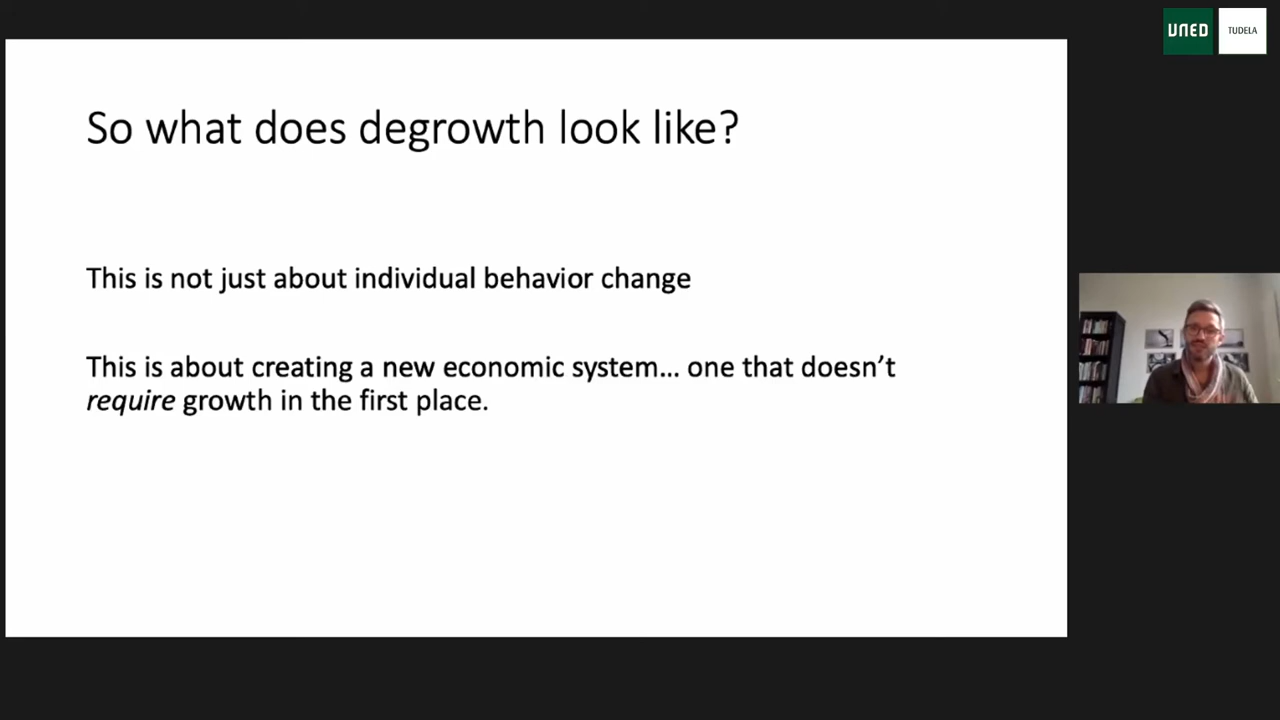 UNED
TUDELA
So what does degrowth look like?
This is not just about individual behavior change
This is about creating a new economic system... one that doesn’t
require growth in the first place.